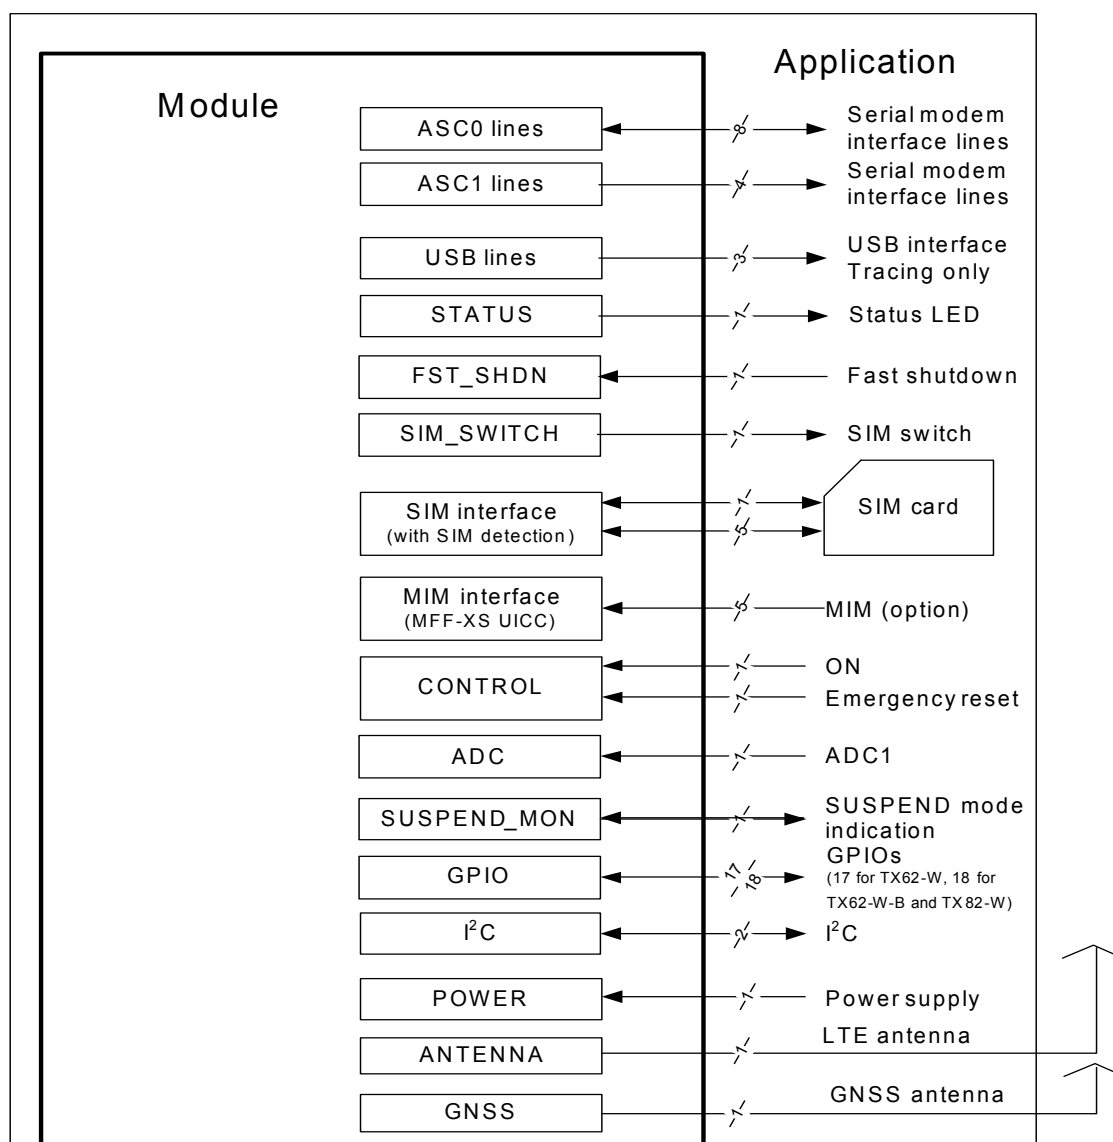 Application
Module
ASC0 lines
8
Serial modem
interface lines
ASC1 lines
4
Serial modem
interface lines
USB lines
3
USB interface
Tracing only
STATUS
1
Status LED
FST_SHDN
1
Fast shutdown
SIM_SWITCH
1
SIM switch
SIM interface
(with SIM detection)
1
5
SIM card
MIM interface
(MFF-XS UICC)
5
MIM (option)
CONTROL
1
ON
1
Emergency reset
ADC
1
ADC1
SUSPEND_MON
1
SUSPEND mode
indication
GPIO
17
18
GPIOs
(17 for TX62-W, 18 for
TX62-W-B and TX82-W)
I²C
2
I²C
POWER
1
Power supply
ANTENNA
1
LTE antenna
GNSS
1
GNSS antenna